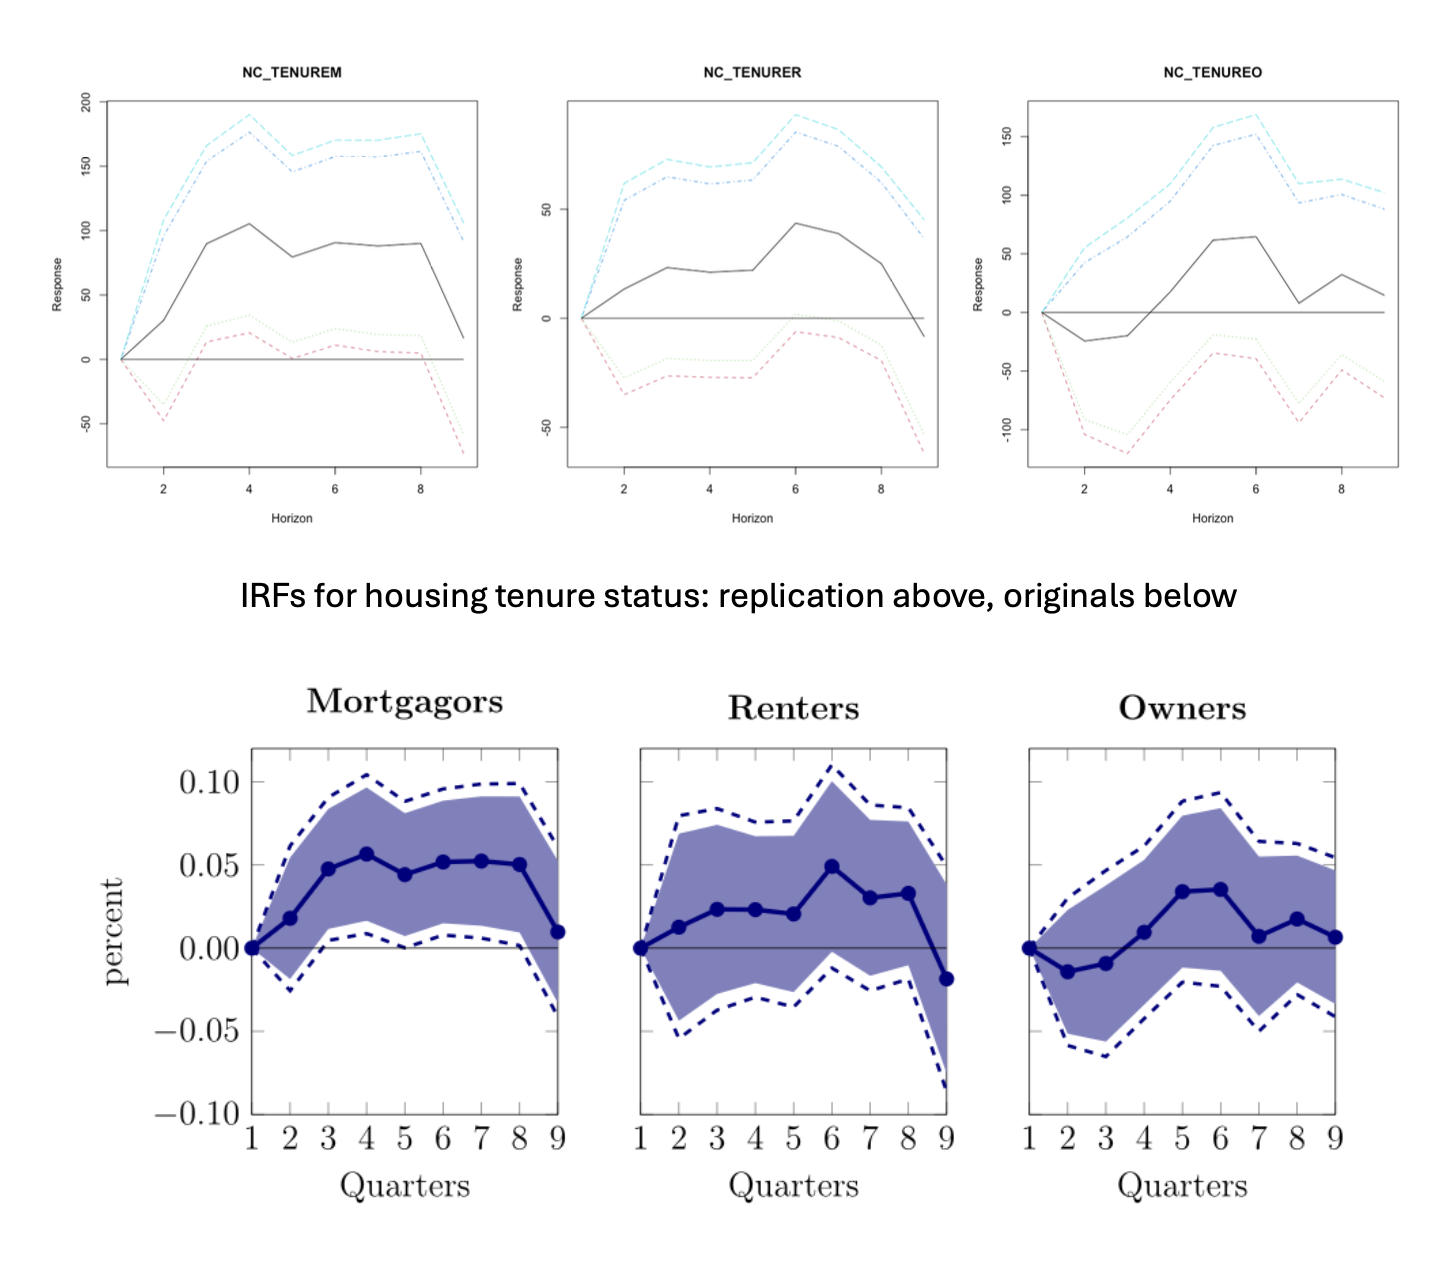 NC_TENUREM
NC_TENURER
NC_TENUREO
Response
200
150
100
50
0
-50
2 4 6 8
Horizon
Response
50
0
-50
2 4 6 8
Horizon
Response
150
100
50
0
-50
-100
2 4 6 8
Horizon
IRFs for housing tenure status: replication above, originals below
Mortgagors
Renters
Owners
percent
0.10
0.05
0.00
−0.05
−0.10
1 2 3 4 5 6 7 8 9
Quarters
1 2 3 4 5 6 7 8 9
Quarters
1 2 3 4 5 6 7 8 9
Quarters